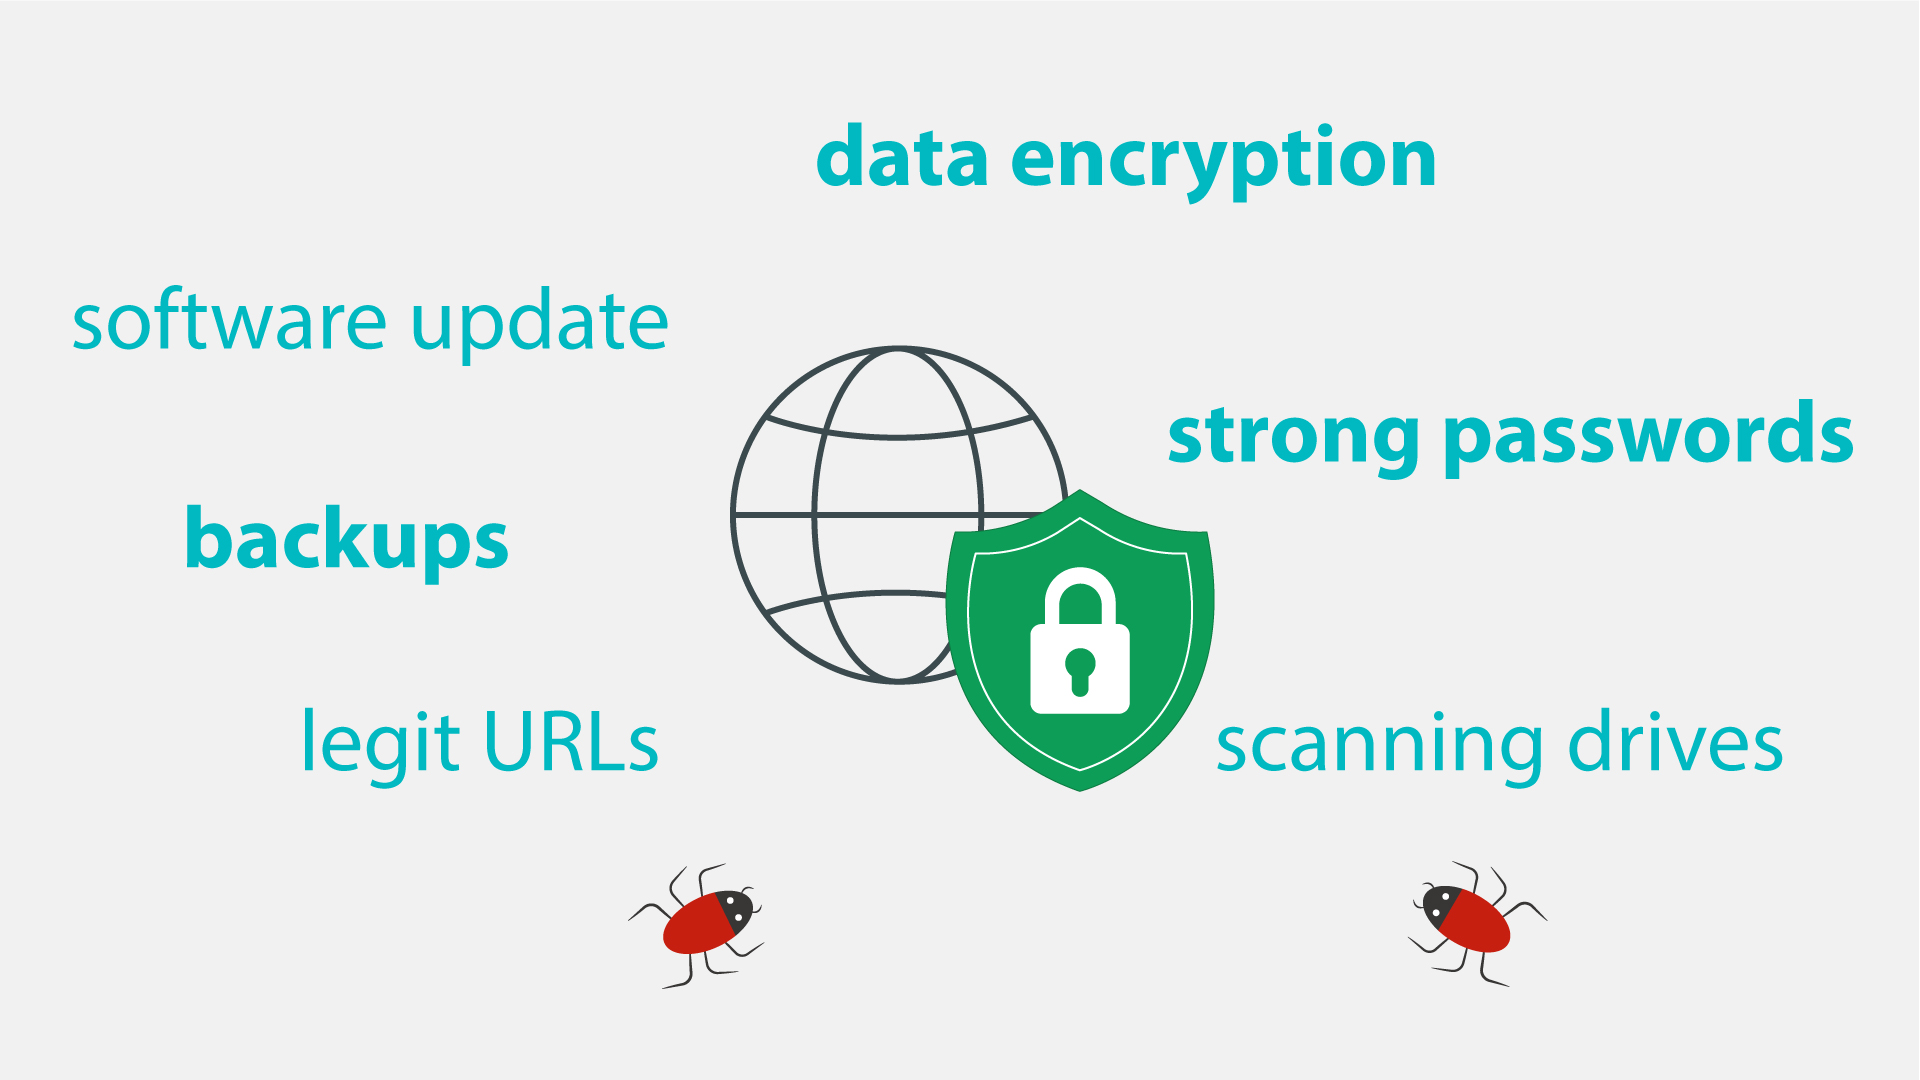 data encryption
software update
strong passwords
backups
legit URLs
scanning drives